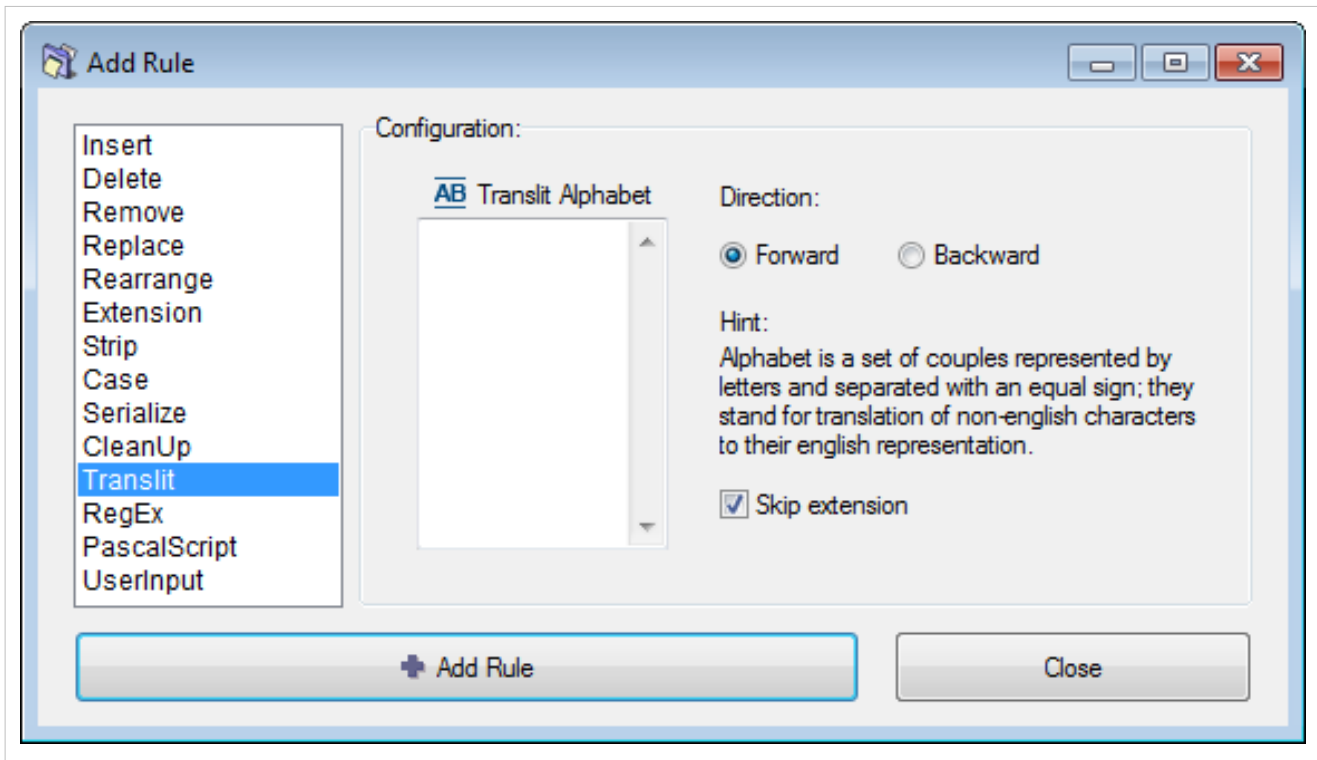 Add Rule
Insert
Delete
Remove
Replace
Rearrange
Extension
Strip
Case
Serialize
CleanUp
Translit
RegEx
PascalScript
UserInput
Configuration:
AB Translit Alphabet
Direction:
Forward Backward
Hint:
Alphabet is a set of couples represented by
letters and separated with an equal sign; they
stand for translation of non-english characters
to their english representation.
Skip extension
Add Rule
Close